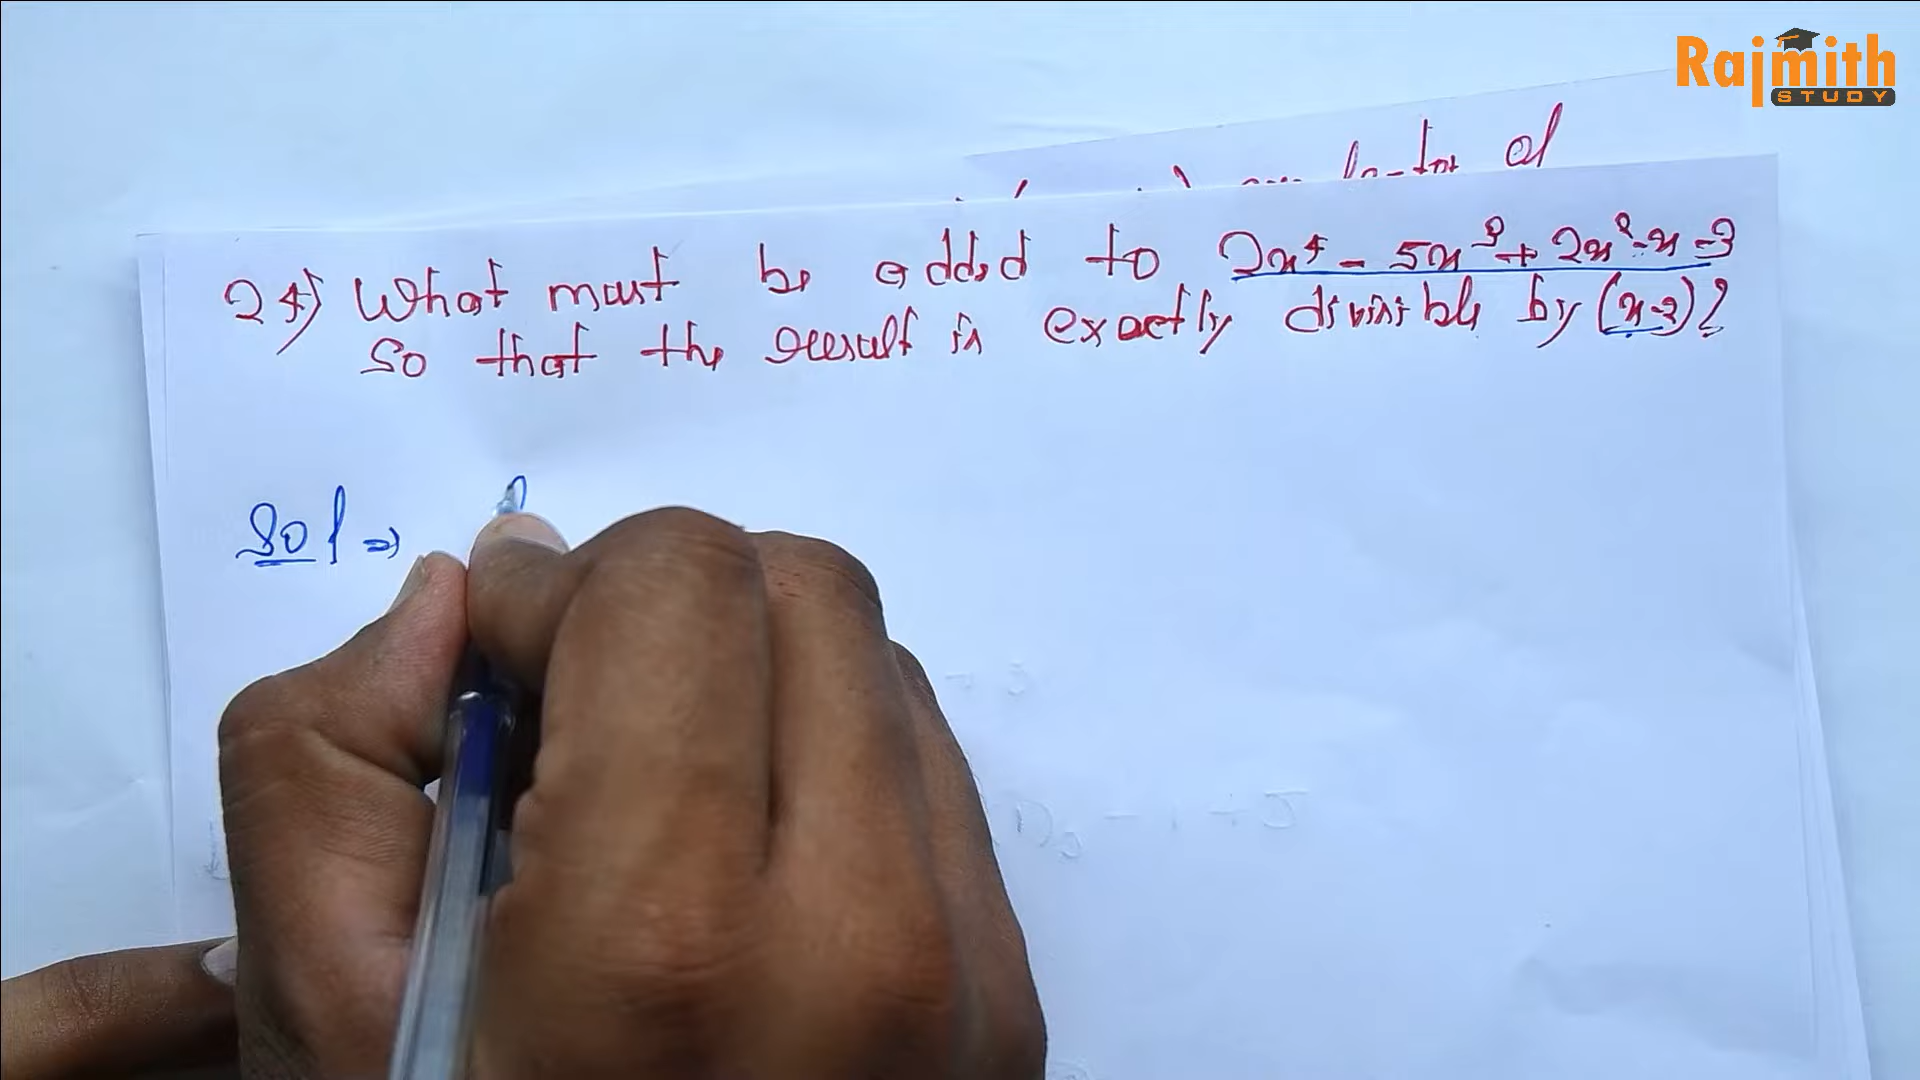 Rajmith
STUDY
24) What must be added to 2x⁴ - 5x³ + 2x² - x - 3
so that the result is exactly divisible by (x-2)?
Sol ⇒